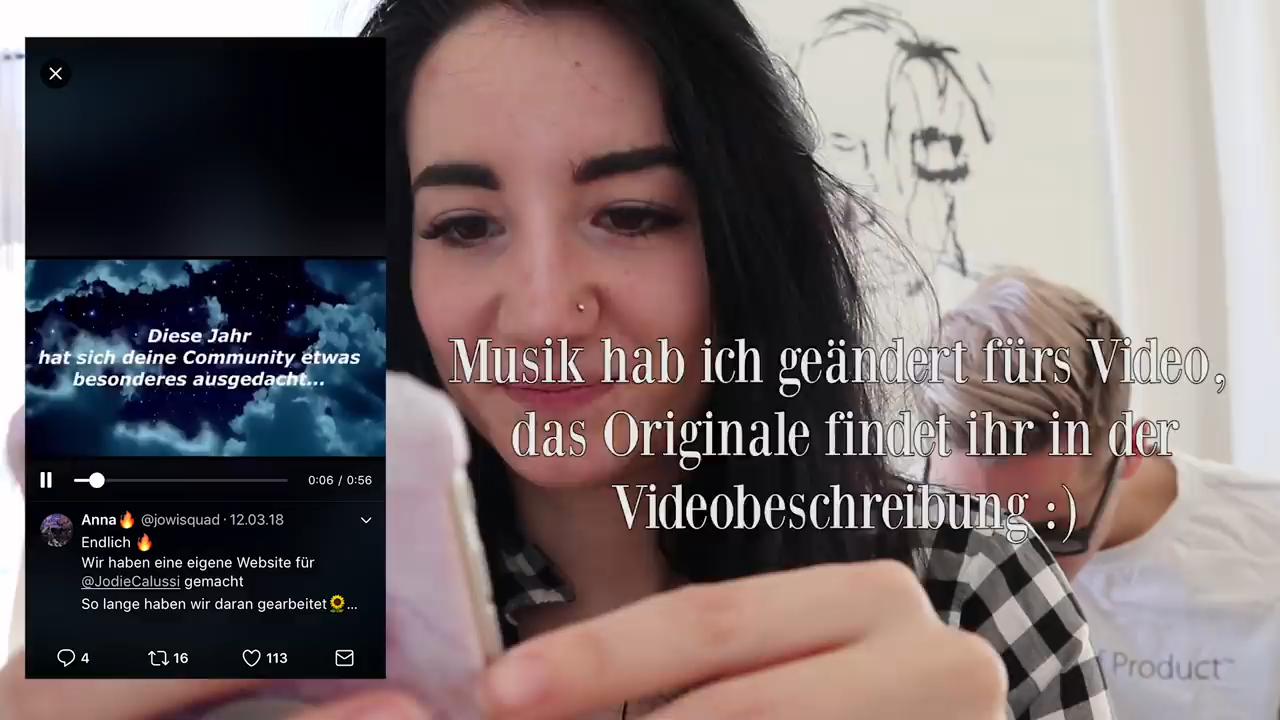 Diese Jahr
hat sich deine Community etwas
besonderes ausgedacht...
0:06 / 0:56
Anna🔥 @jowisquad · 12.03.18
Endlich 🔥
Wir haben eine eigene Website für
@JodieCalussi gemacht
So lange haben wir daran gearbeitet🌻...
4 16 113
Musik hab ich geändert fürs Video,
das Originale findet ihr in der
Videobeschreibung :)
Product™